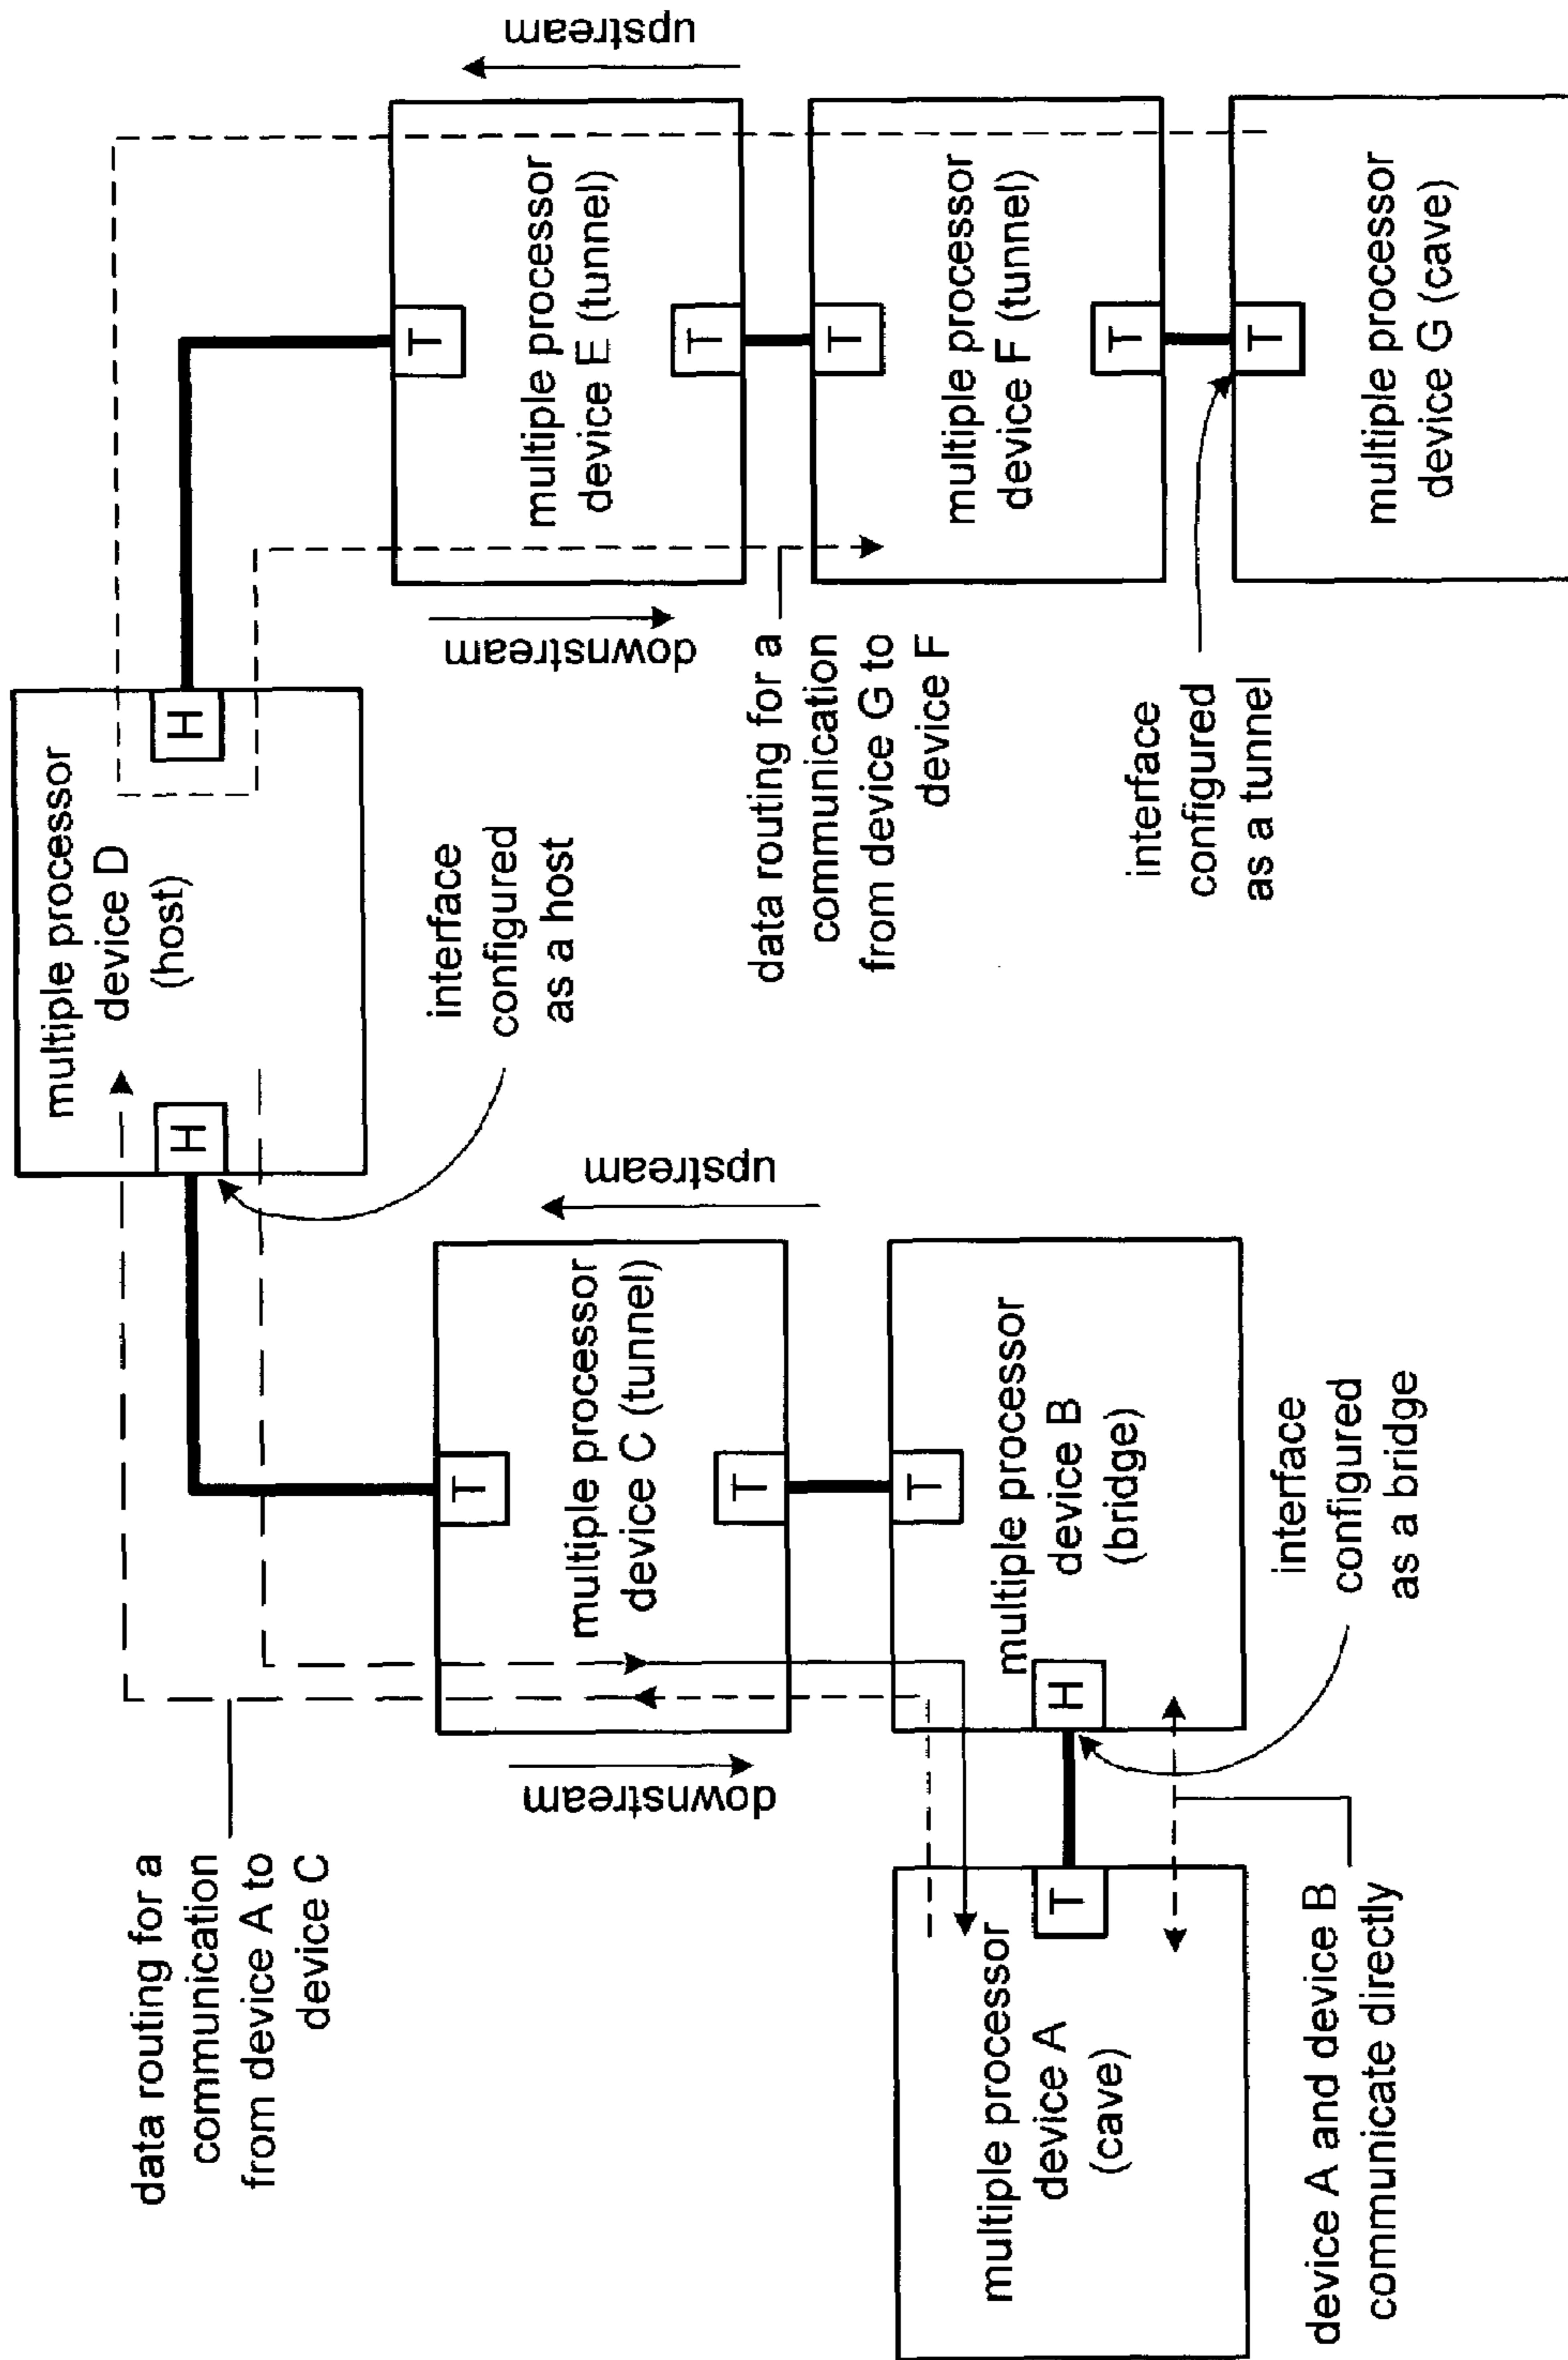 multiple processor
device D
(host)
H
H
interface
configured
as a host
data routing for a
communication
from device A to
device C
upstream
downstream
T
multiple processor
device C (tunnel)
T
T
multiple processor
device B
(bridge)
H
interface
configured
as a bridge
T
multiple processor
device A
(cave)
device A and device B
communicate directly
upstream
downstream
T
multiple processor
device E (tunnel)
T
data routing for a
communication
from device G to
device F
T
multiple processor
device F (tunnel)
T
interface
configured
as a tunnel
T
multiple processor
device G (cave)